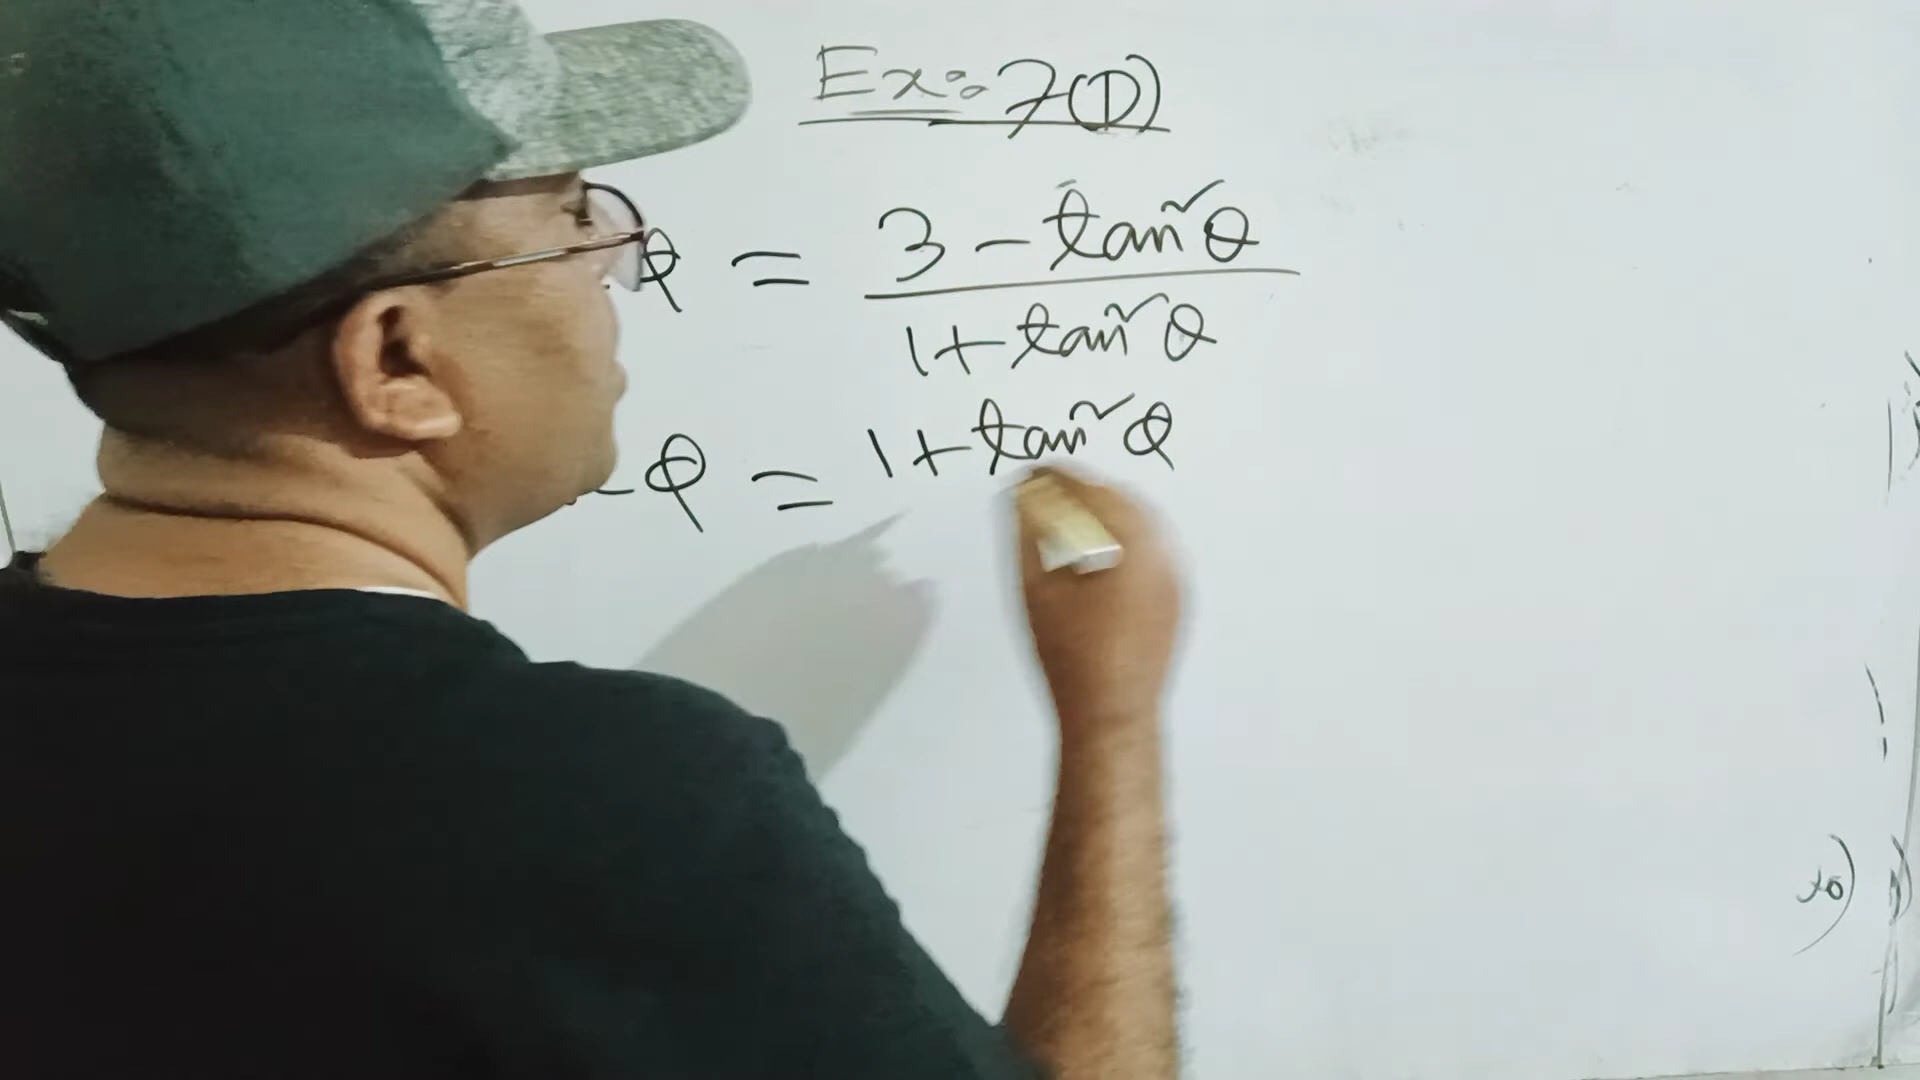 Ex: 7(D)
φ = 3 - tan²θ
1 + tan²θ
-φ = 1 + tan²θ